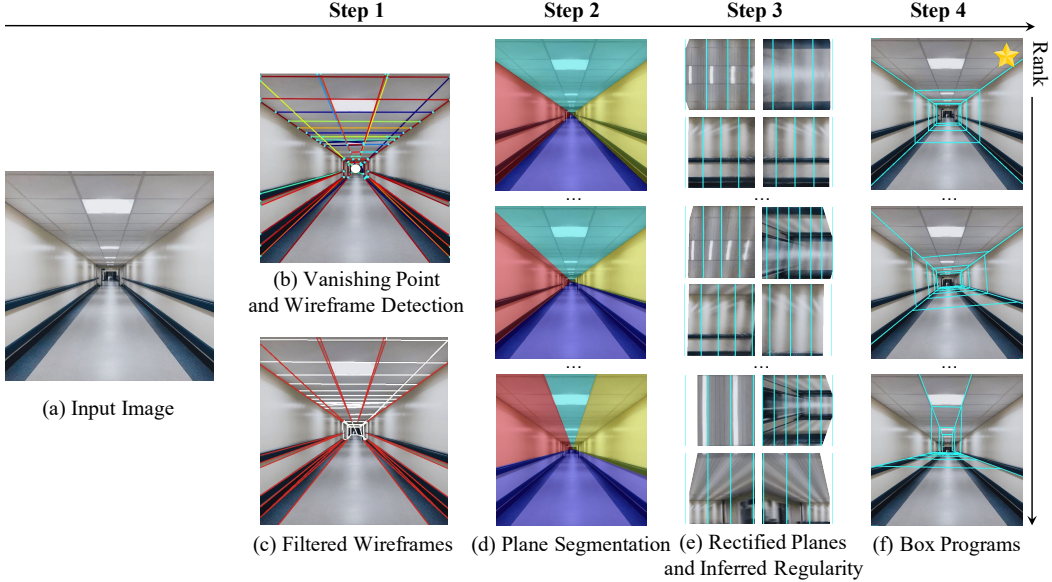 Step 1
Step 2
Step 3
Step 4
Rank
(a) Input Image
(b) Vanishing Point
and Wireframe Detection
(c) Filtered Wireframes
...
...
(d) Plane Segmentation
...
...
(e) Rectified Planes
and Inferred Regularity
...
...
(f) Box Programs